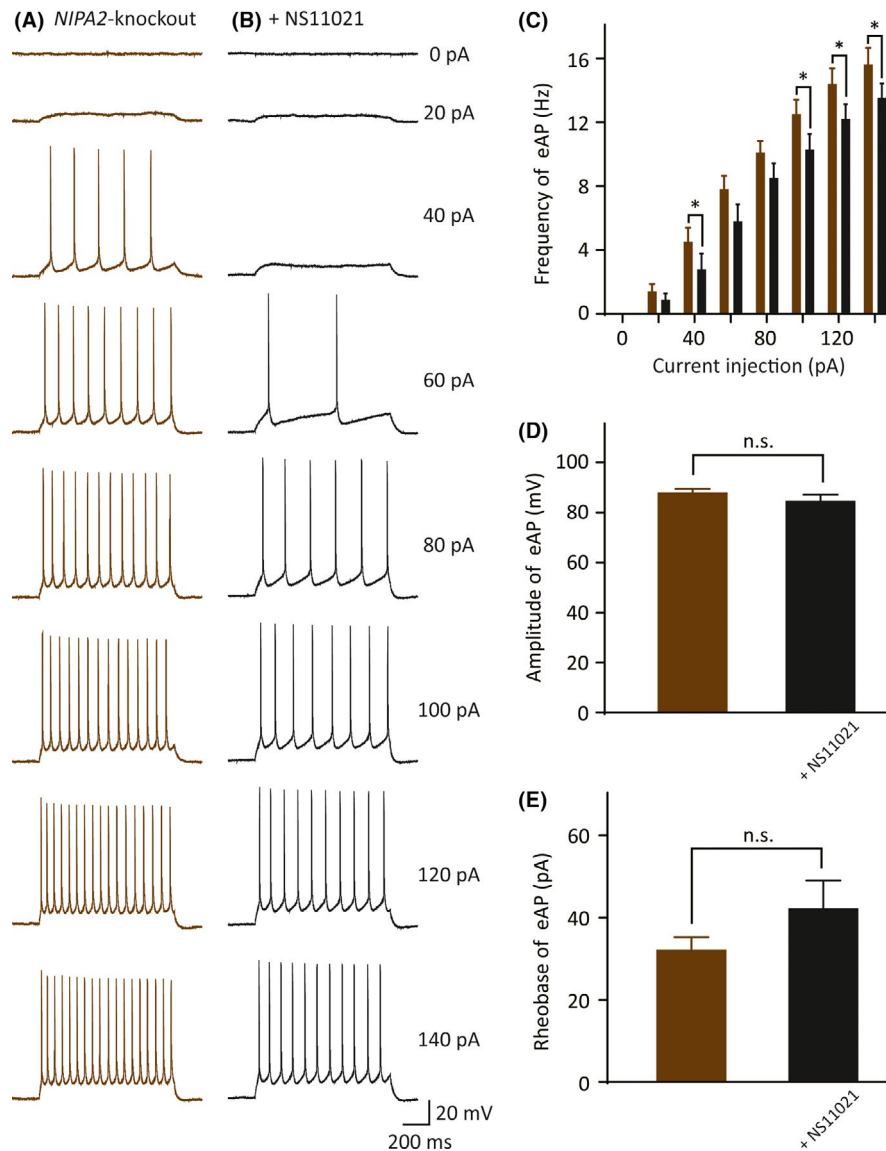 (A) NIPA2-knockout
(B) + NS11021
0 pA
20 pA
40 pA
60 pA
80 pA
100 pA
120 pA
140 pA
20 mV
200 ms
(C)
Frequency of eAP (Hz)
16
12
8
4
0
* * * * *
0 40 80 120
Current injection (pA)
(D)
n.s.
Amplitude of eAP (mV)
100
80
60
40
20
0
+ NS11021
(E)
n.s.
Rheobase of eAP (pA)
60
40
20
0
+ NS11021